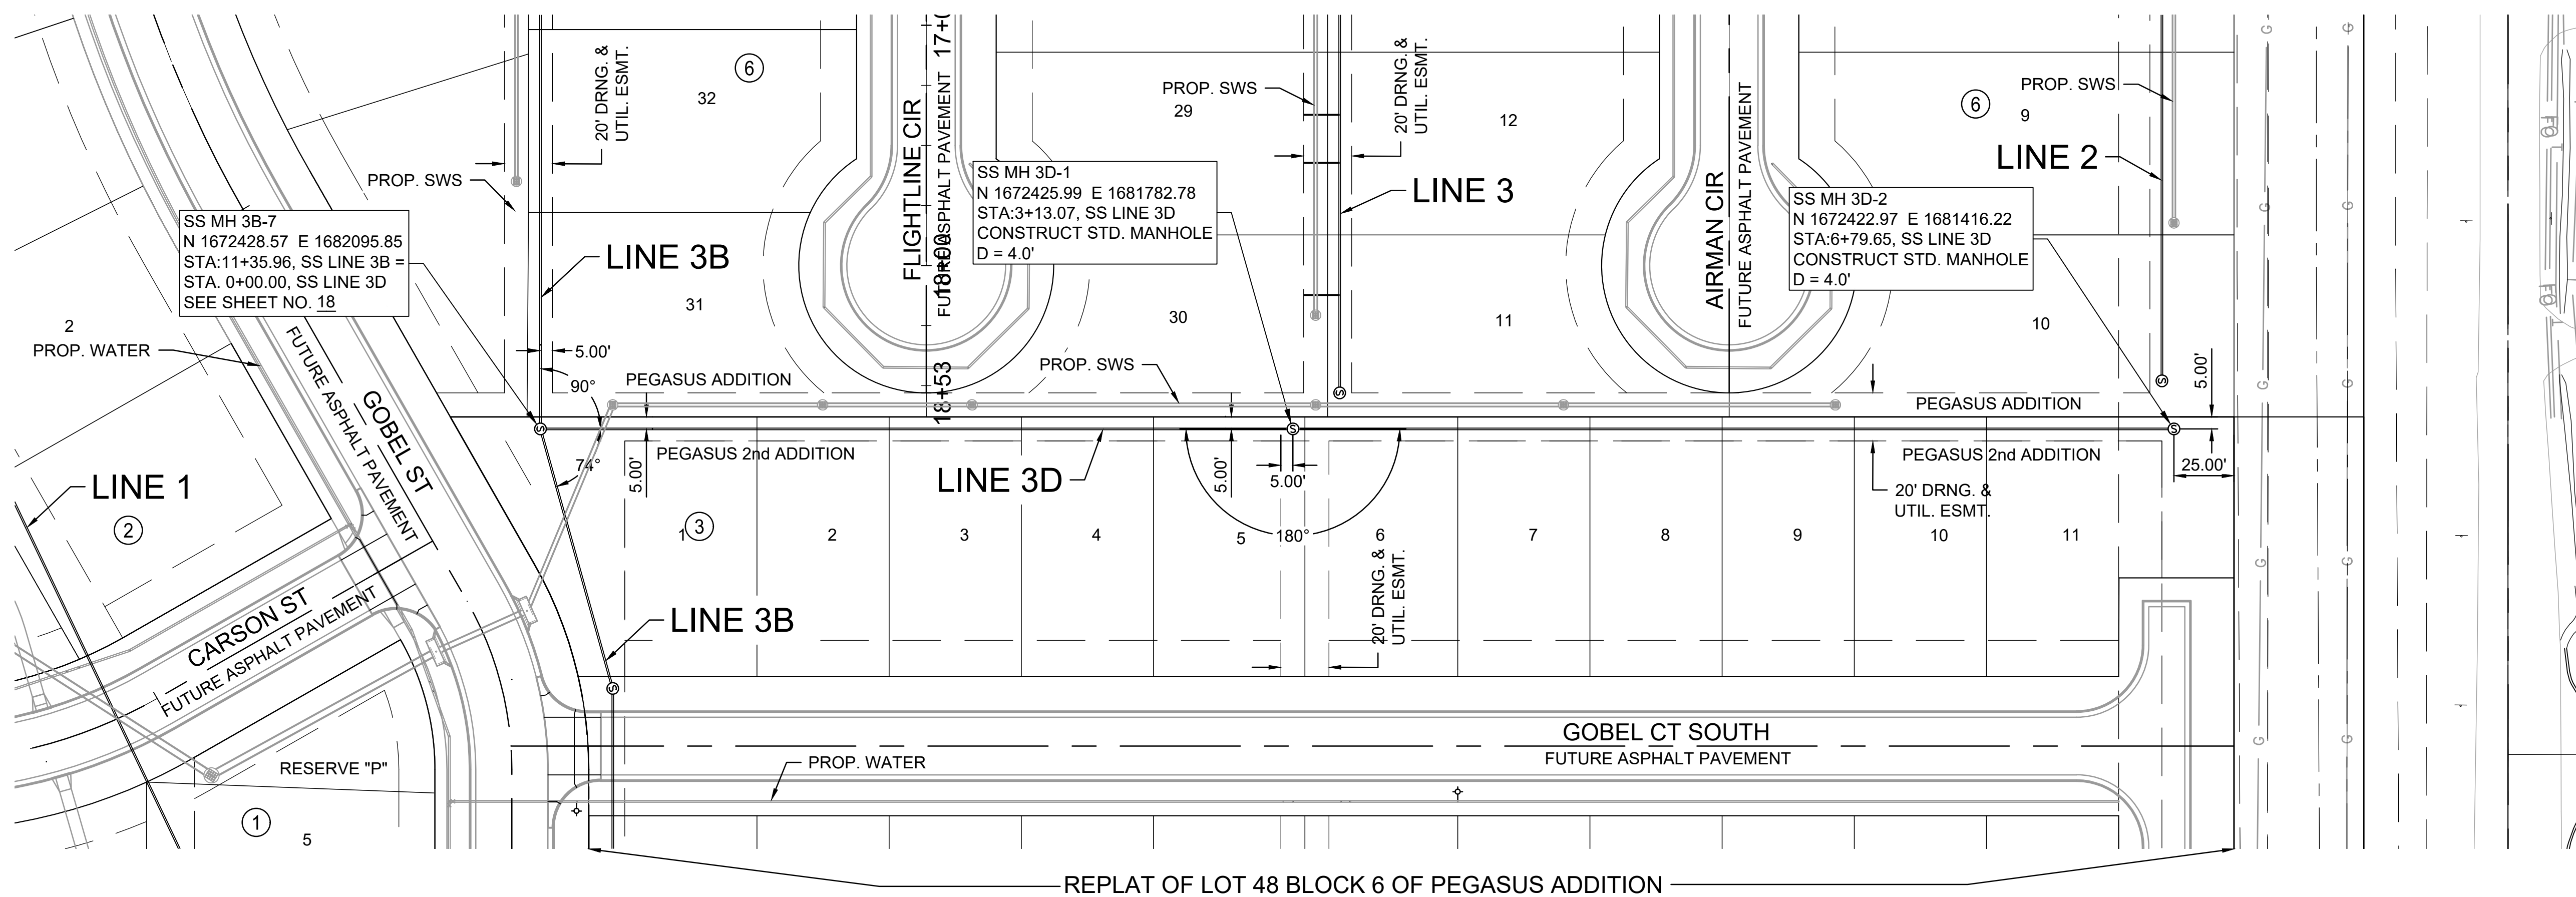 6
32
20' DRNG. &
UTIL. ESMT.
PROP. SWS
SS MH 3B-7
N 1672428.57  E 1682095.85
STA:11+35.96, SS LINE 3B =
STA. 0+00.00, SS LINE 3D
SEE SHEET NO. 18
LINE 3B
31
2
PROP. WATER
FUTURE ASPHALT PAVEMENT
GOBEL ST
5.00'
90°
74°
PEGASUS ADDITION
PEGASUS 2nd ADDITION
5.00'
FLIGHTLINE CIR
FUTURE ASPHALT PAVEMENT
17+0
18+00
18+53
SS MH 3D-1
N 1672425.99  E 1681782.78
STA:3+13.07, SS LINE 3D
CONSTRUCT STD. MANHOLE
D = 4.0'
PROP. SWS
29
30
PROP. SWS
20' DRNG. &
UTIL. ESMT.
LINE 3
12
11
AIRMAN CIR
FUTURE ASPHALT PAVEMENT
SS MH 3D-2
N 1672422.97  E 1681416.22
STA:6+79.65, SS LINE 3D
CONSTRUCT STD. MANHOLE
D = 4.0'
6
9
PROP. SWS
LINE 2
10
5.00'
PEGASUS ADDITION
PEGASUS 2nd ADDITION
20' DRNG. &
UTIL. ESMT.
25.00'
S
S
S
S
S
S
LINE 3D
5.00'
5.00'
180°
LINE 1
2
1
3
2
3
4
5
6
7
8
9
10
11
20' DRNG. &
UTIL. ESMT.
LINE 3B
CARSON ST
FUTURE ASPHALT PAVEMENT
RESERVE "P"
1
5
PROP. WATER
GOBEL CT SOUTH
FUTURE ASPHALT PAVEMENT
G
G
G
G
G
G
G
G
G
G
FO
FO
REPLAT OF LOT 48 BLOCK 6 OF PEGASUS ADDITION